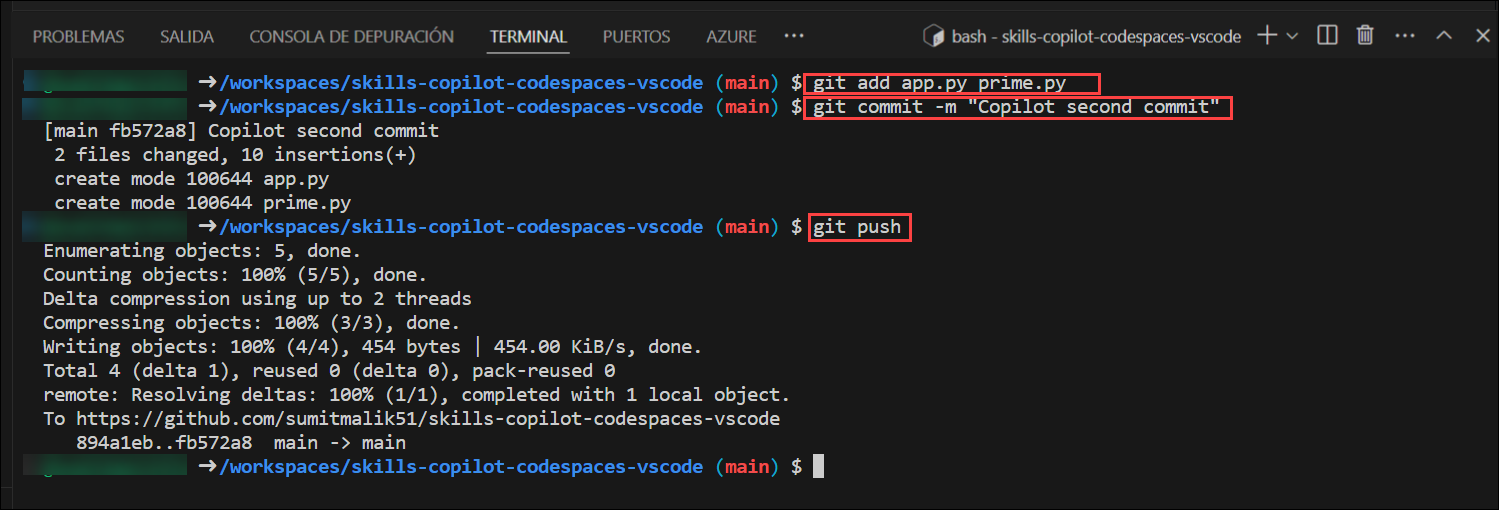 PROBLEMAS SALIDA CONSOLA DE DEPURACIÓN TERMINAL PUERTOS AZURE ··· bash - skills-copilot-codespaces-vscode
➜/workspaces/skills-copilot-codespaces-vscode (main) $ git add app.py prime.py
➜/workspaces/skills-copilot-codespaces-vscode (main) $ git commit -m "Copilot second commit"
[main fb572a8] Copilot second commit
2 files changed, 10 insertions(+)
create mode 100644 app.py
create mode 100644 prime.py
➜/workspaces/skills-copilot-codespaces-vscode (main) $ git push
Enumerating objects: 5, done.
Counting objects: 100% (5/5), done.
Delta compression using up to 2 threads
Compressing objects: 100% (3/3), done.
Writing objects: 100% (4/4), 454 bytes | 454.00 KiB/s, done.
Total 4 (delta 1), reused 0 (delta 0), pack-reused 0
remote: Resolving deltas: 100% (1/1), completed with 1 local object.
To https://github.com/sumitmalik51/skills-copilot-codespaces-vscode
894a1eb..fb572a8  main -> main
➜/workspaces/skills-copilot-codespaces-vscode (main) $